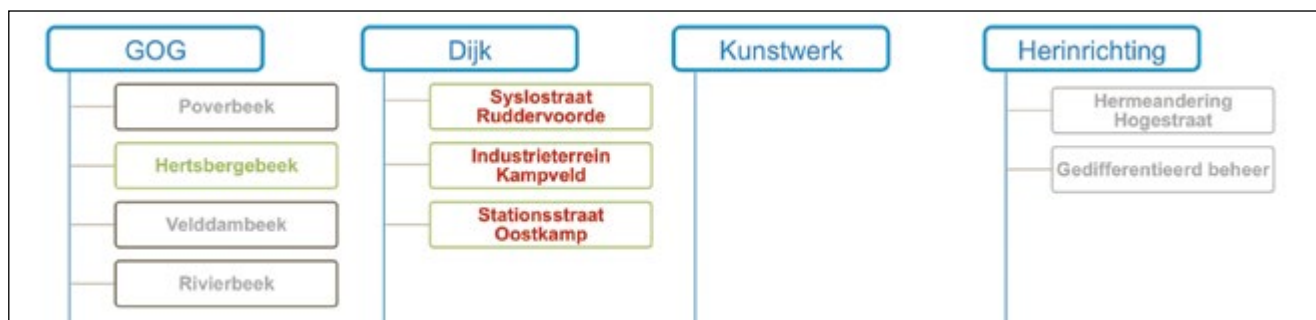 GOG
Poverbeek
Hertsbergebeek
Velddambeek
Rivierbeek
Dijk
Syslostraat
Ruddervoorde
Industrieterrein
Kampveld
Stationsstraat
Oostkamp
Kunstwerk
Herinrichting
Hermeandering
Hogestraat
Gedifferentieerd beheer